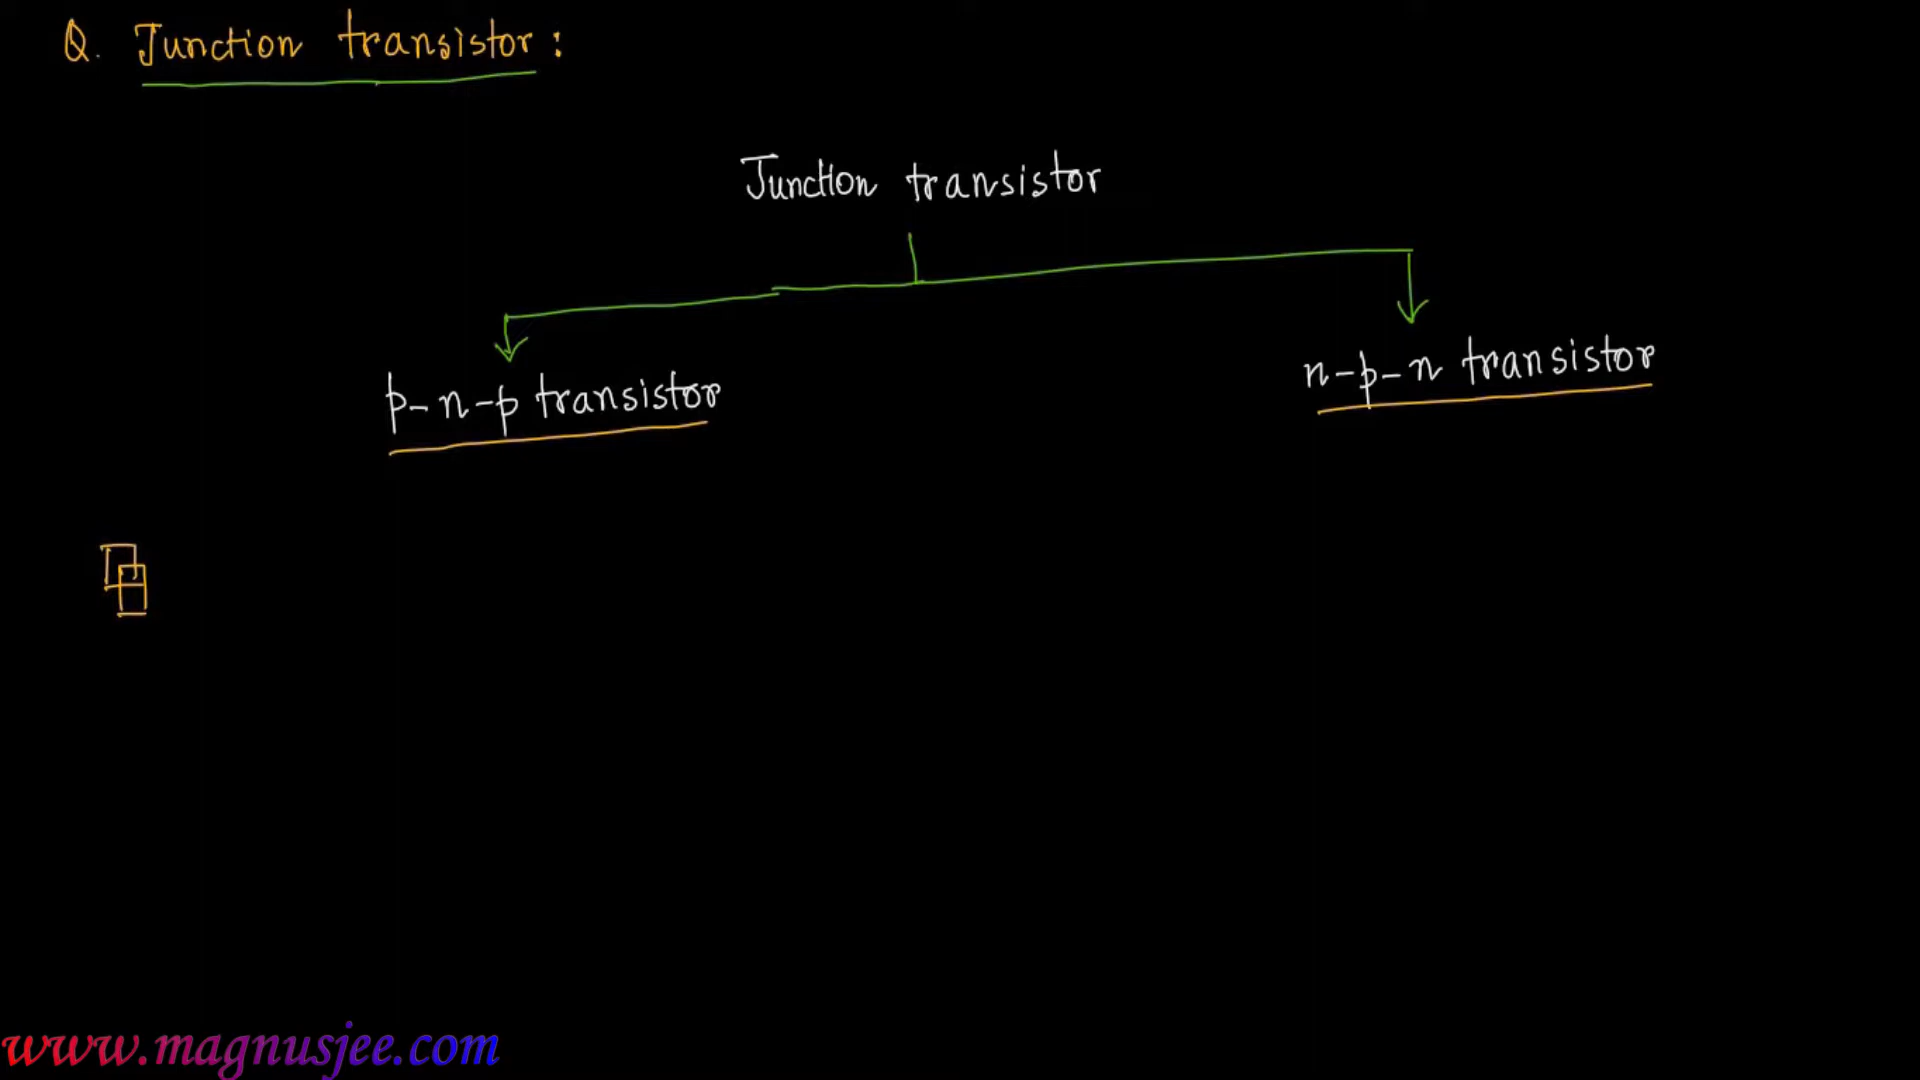 Q. Junction transistor :
Junction transistor
p-n-p transistor
n-p-n transistor
www.magnusjee.com